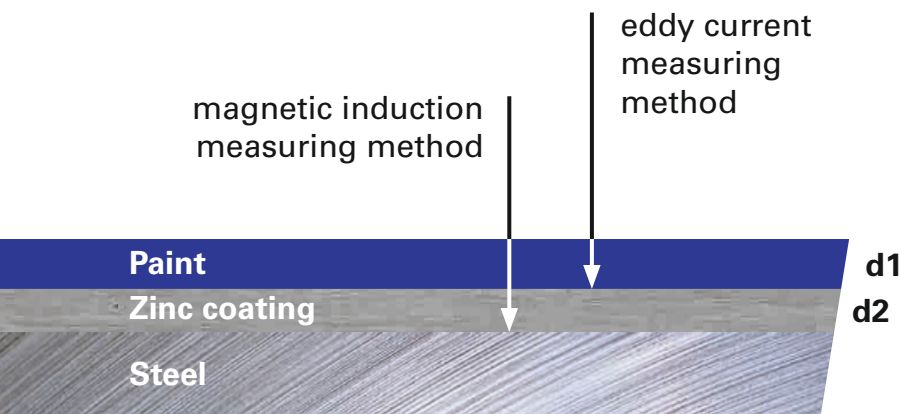 eddy current
measuring
method
magnetic induction
measuring method
Paint
d1
Zinc coating
d2
Steel